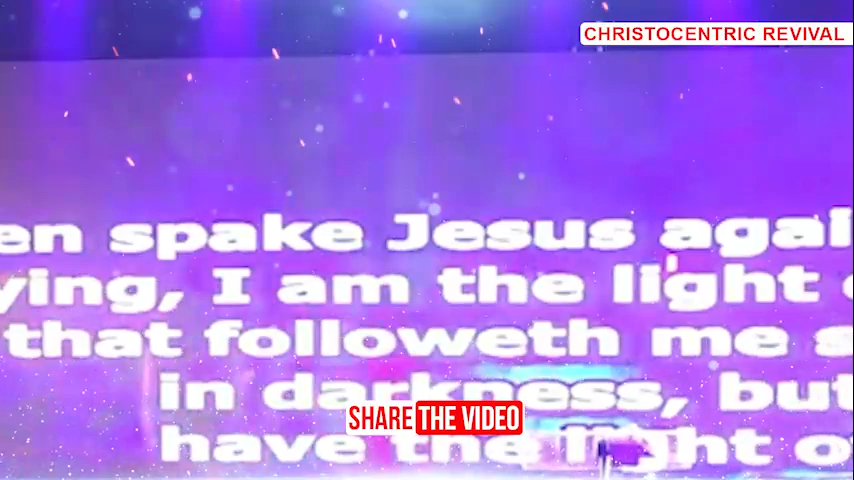 CHRISTOCENTRIC REVIVAL
en spake Jesus agai
ying, I am the light
that followeth me s
in darkness, but
have the light o
SHARE THE VIDEO